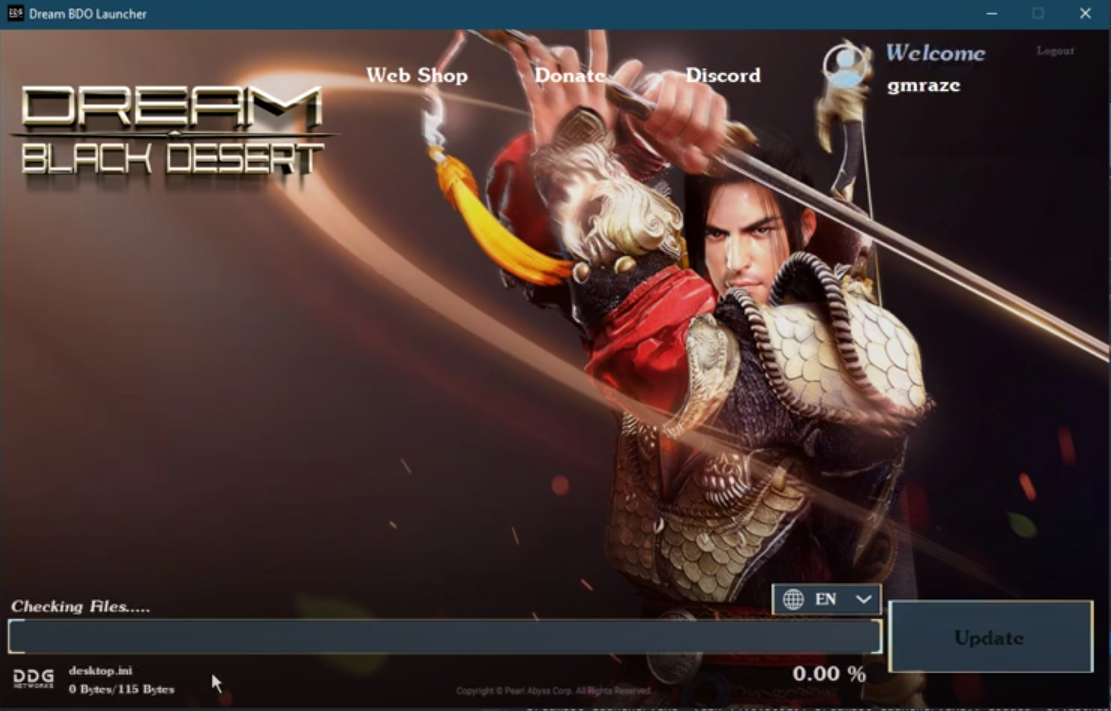 Dream BDO Launcher
Web Shop
Donate
Discord
Welcome
gmraze
Logout
DREAM
BLACK DESERT
Checking Files.....
EN
Update
DDG
NETWORKS
desktop.ini
0 Bytes/115 Bytes
0.00 %
Copyright © Pearl Abyss Corp. All Rights Reserved.